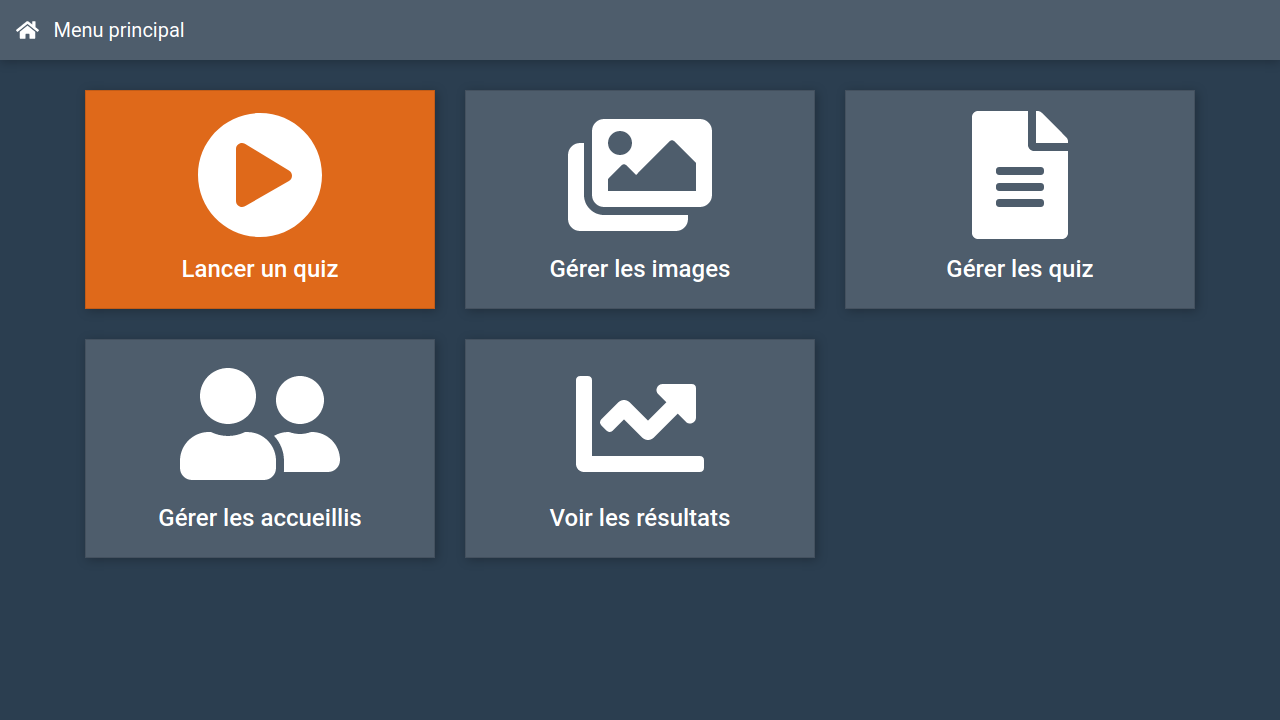 Menu principal
Lancer un quiz
Gérer les images
Gérer les quiz
Gérer les accueillis
Voir les résultats